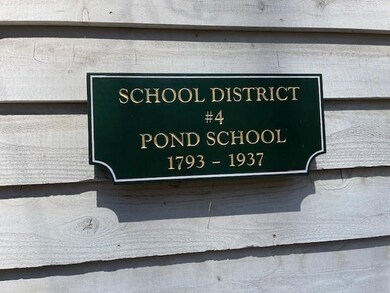 SCHOOL DISTRICT
#4
POND SCHOOL
1793 - 1937